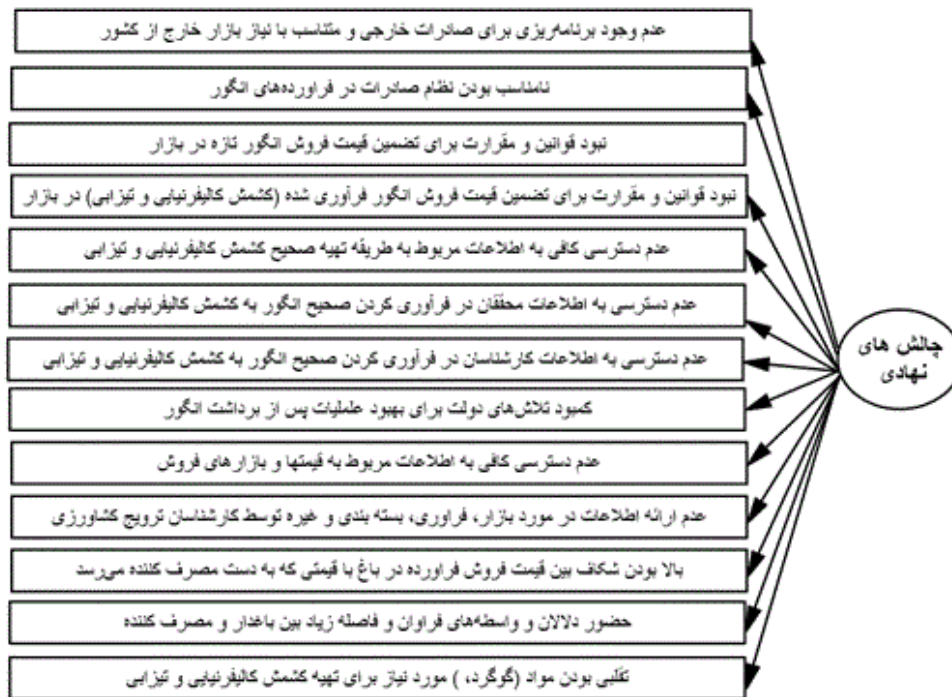 عدم وجود برنامه‌ریزی برای صادرات خارجی و متناسب با نیاز بازار خارج از کشور
نامناسب بودن نظام صادرات در فراورده‌های انگور
نبود قوانین و مقرارت برای تضمین قیمت فروش انگور تازه در بازار
نبود قوانین و مقرارت برای تضمین قیمت فروش انگور فرآوری شده (کشمش کالیفرنیایی و تیزابی) در بازار
عدم دسترسی کافی به اطلاعات مربوط به طریقه تهیه صحیح کشمش کالیفرنیایی و تیزابی
عدم دسترسی به اطلاعات محققان در فرآوری کردن صحیح انگور به کشمش کالیفرنیایی و تیزابی
عدم دسترسی به اطلاعات کارشناسان در فرآوری کردن صحیح انگور به کشمش کالیفرنیایی و تیزابی
کمبود تلاش‌های دولت برای بهبود علملیات پس از برداشت انگور
عدم دسترسی کافی به اطلاعات مربوط به قیمتها و بازارهای فروش
عدم ارائه اطلاعات در مورد بازار، فراوری، بسته بندی و غیره توسط کارشناسان ترویج کشاورزی
بالا بودن شکاف بین قیمت فروش فراورده در باغ با قیمتی که به دست مصرف کننده می‌رسد
حضور دلالان و واسطه‌های فراوان و فاصله زیاد بین باغدار و مصرف کننده
تقلبی بودن مواد (گوگرد، ) مورد نیاز برای تهیه کشمش کالیفرنیایی و تیزابی
چالش های
نهادی